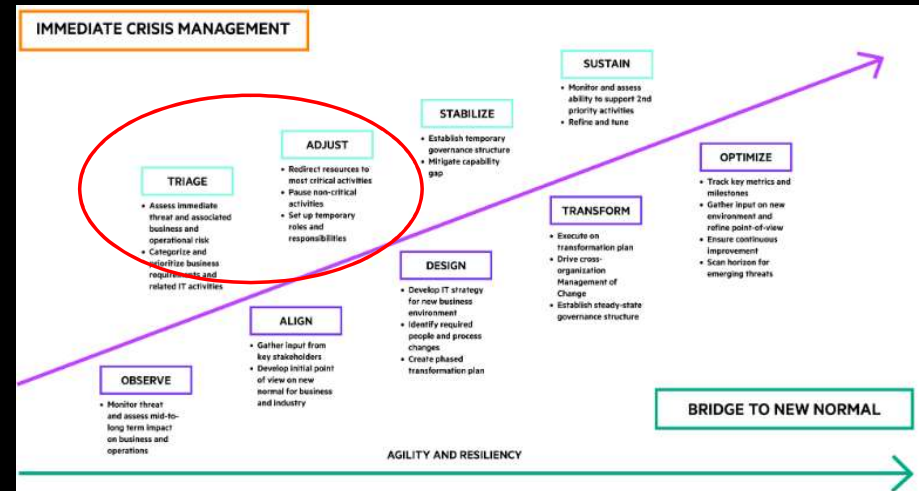 IMMEDIATE CRISIS MANAGEMENT
SUSTAIN
• Monitor and assess
ability to support 2nd
priority activities
• Refine and tune
STABILIZE
• Establish temporary
governance structure
• Mitigate capability
gap
ADJUST
• Redirect resources to
most critical activities
• Pause non-critical
activities
• Set up temporary
roles and
responsibilities
TRIAGE
• Assess immediate
threat and associated
business and
operational risk
• Categorize and
prioritize business
requirements and
related IT activities
OPTIMIZE
• Track key metrics and
milestones
• Gather input on new
environment and
refine point-of-view
• Ensure continuous
improvement
• Scan horizon for
emerging threats
TRANSFORM
• Execute on
transformation plan
• Drive cross-
organization
Management of
Change
• Establish steady-state
governance structure
DESIGN
• Develop IT strategy
for new business
environment
• Identify required
people and process
changes
• Create phased
transformation plan
ALIGN
• Gather input from
key stakeholders
• Develop initial point
of view on new
normal for business
and industry
OBSERVE
• Monitor threat
and assess mid-to-
long term impact
on business and
operations
BRIDGE TO NEW NORMAL
AGILITY AND RESILIENCY